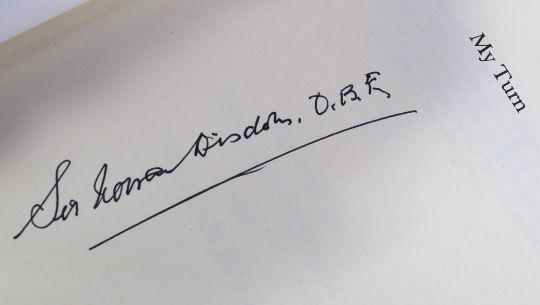 My Turn
Sir Norman Wisdom. O.B.E.